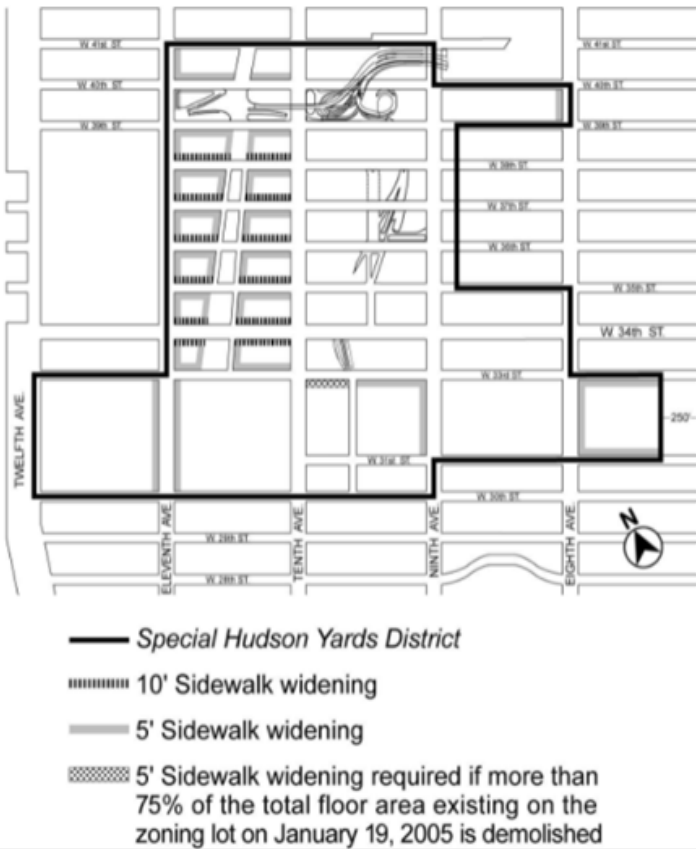 W. 41st ST.
W. 41st ST.
W. 40th ST.
W. 40th ST.
W. 39th ST.
W. 39th ST.
W. 38th ST.
W. 37th ST.
W. 36th ST.
W. 35th ST.
W. 34th ST.
W. 33rd ST.
TWELFTH AVE.
250'
W. 31st ST.
W. 30th ST.
ELEVENTH AVE.
TENTH AVE.
NINTH AVE.
EIGHTH AVE.
N
W. 29th ST.
Special Hudson Yards District
10' Sidewalk widening
5' Sidewalk widening
5' Sidewalk widening required if more than
75% of the total floor area existing on the
zoning lot on January 19, 2005 is demolished